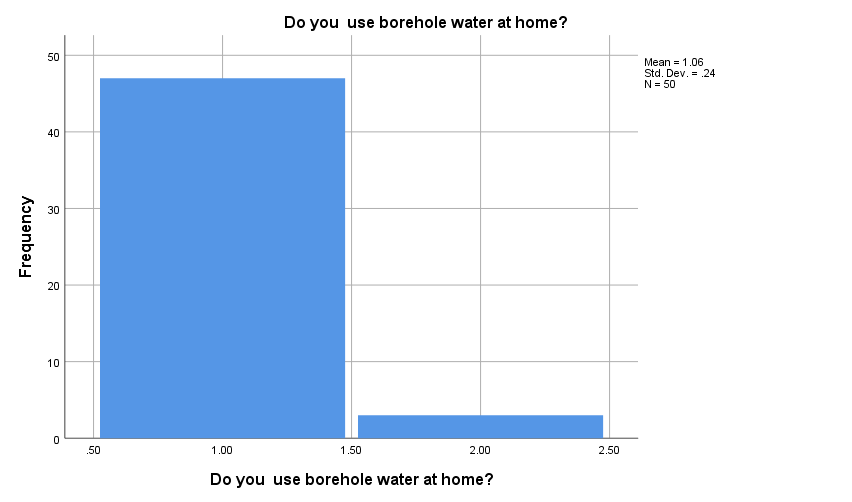 Do you  use borehole water at home?
Mean = 1.06
Std. Dev. = .24
N = 50
Frequency
50
40
30
20
10
0
.50 1.00 1.50 2.00 2.50
Do you  use borehole water at home?